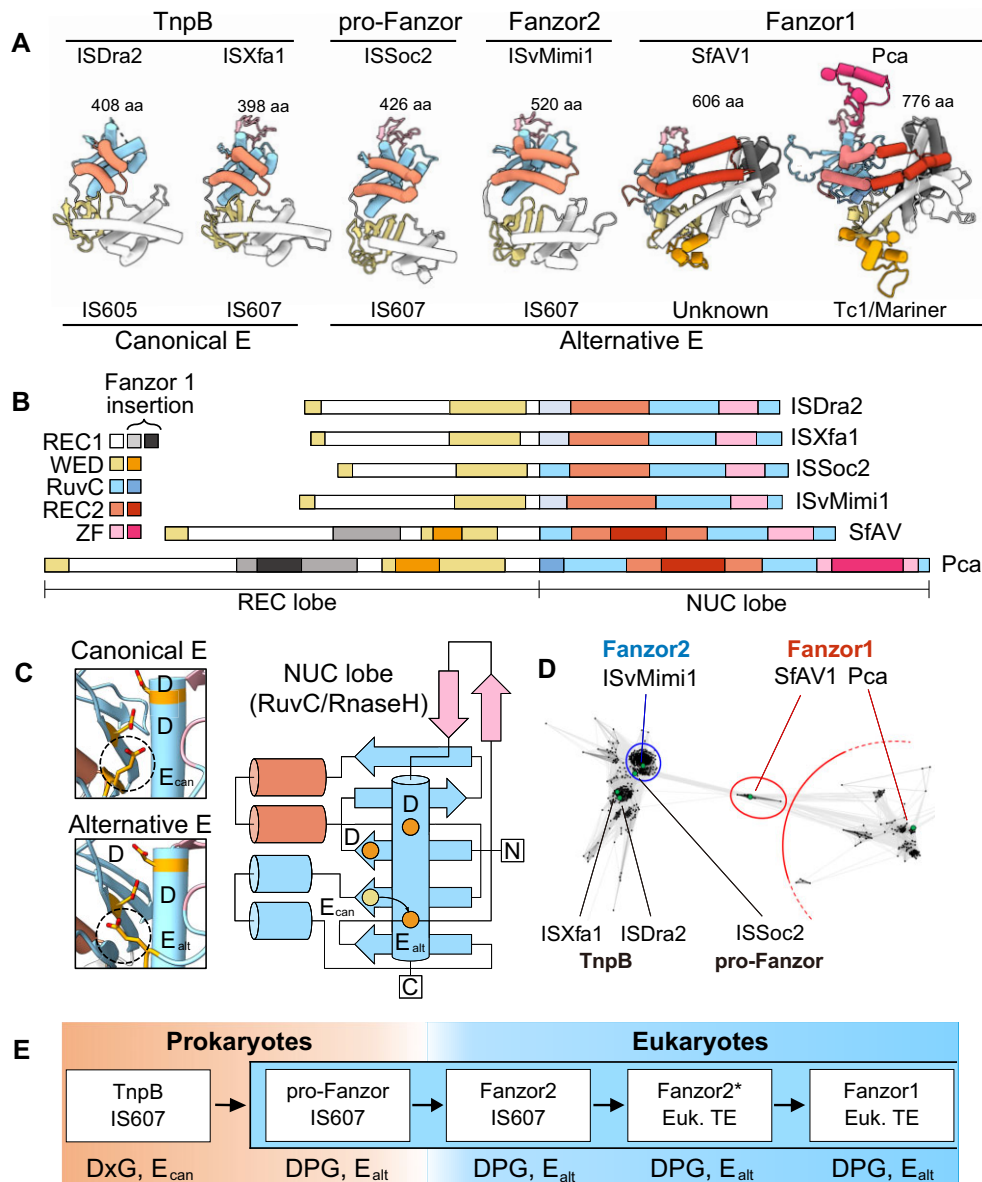 A
TnpB pro-Fanzor Fanzor2 Fanzor1
ISDra2 ISXfa1 ISSoc2 ISvMimi1 SfAV1 Pca
408 aa 398 aa 426 aa 520 aa 606 aa 776 aa
IS605 IS607 IS607 IS607 Unknown Tc1/Mariner
Canonical E Alternative E
B
Fanzor 1
insertion
REC1
WED
RuvC
REC2
ZF
ISDra2
ISXfa1
ISSoc2
ISvMimi1
SfAV
Pca
REC lobe NUC lobe
C
Canonical E
D
D
Ecan
Alternative E
D
D
Ealt
NUC lobe
(RuvC/RnaseH)
D
D
N
Ecan
Ealt
C
D
Fanzor2 Fanzor1
ISvMimi1 SfAV1 Pca
ISXfa1 ISDra2 ISSoc2
TnpB pro-Fanzor
E
Prokaryotes Eukaryotes
TnpB
IS607
pro-Fanzor
IS607
Fanzor2
IS607
Fanzor2*
Euk. TE
Fanzor1
Euk. TE
DxG, Ecan DPG, Ealt DPG, Ealt DPG, Ealt DPG, Ealt